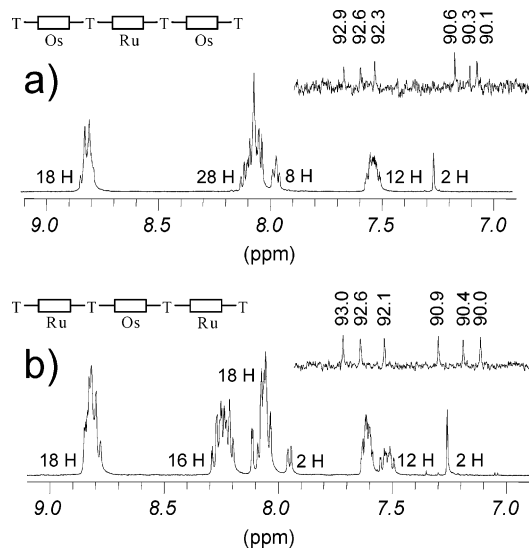 T T T T
Os Ru Os
92.9 92.6 92.3 90.6 90.3 90.1
a)
18 H 28 H 8 H 12 H 2 H
9.0 8.5 8.0 7.5 7.0
(ppm)
T T T T
Ru Os Ru
93.0 92.6 92.1 90.9 90.4 90.0
b)
18 H
18 H 16 H 2 H 12 H 2 H
9.0 8.5 8.0 7.5 7.0
(ppm)